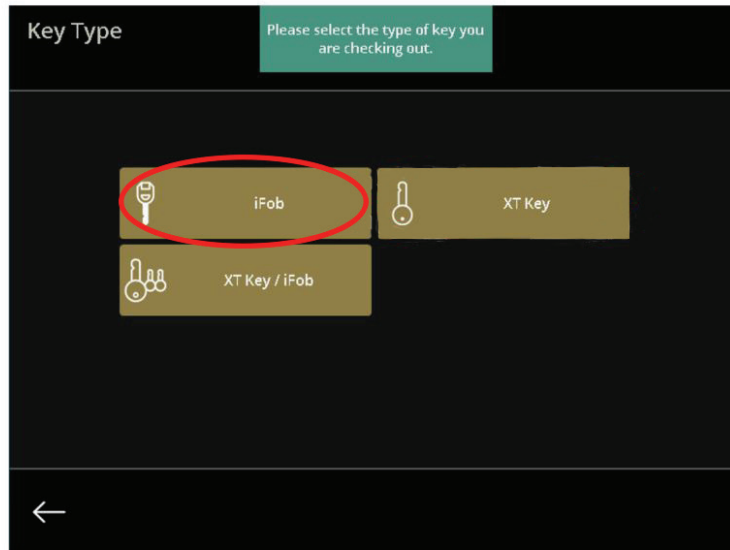 Key Type
Please select the type of key you
are checking out.
iFob
XT Key
XT Key / iFob